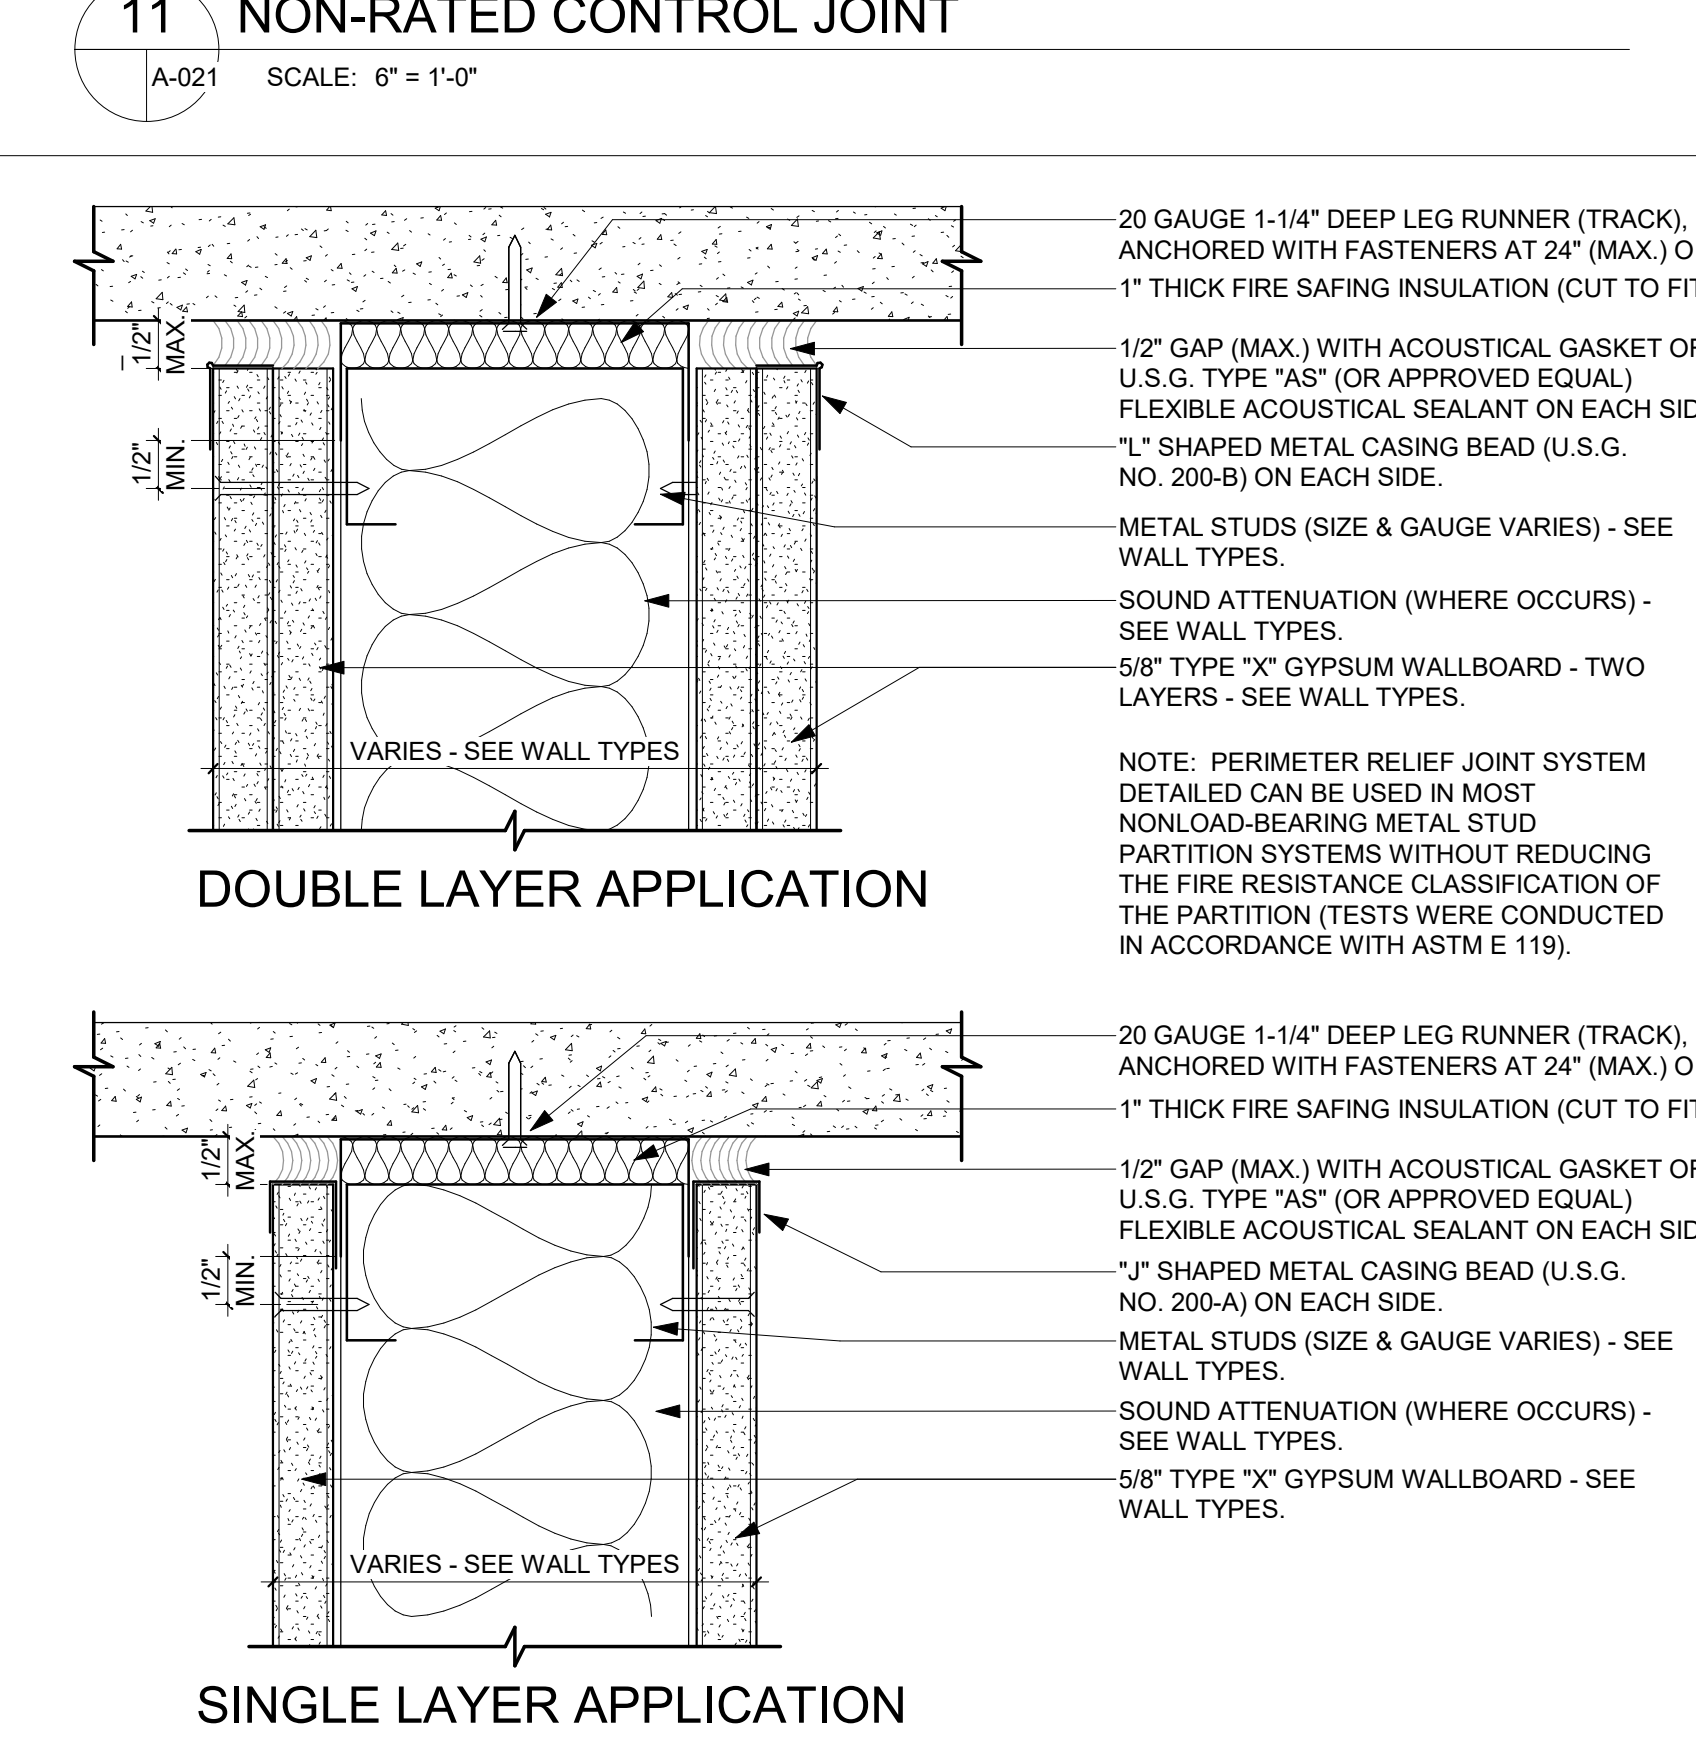 11 NON-RATED CONTROL JOINT
A-021 SCALE: 6" = 1'-0"
20 GAUGE 1-1/4" DEEP LEG RUNNER (TRACK),
ANCHORED WITH FASTENERS AT 24" (MAX.)
1" THICK FIRE SAFING INSULATION (CUT TO
1/2" GAP (MAX.) WITH ACOUSTICAL GASKET
U.S.G. TYPE "AS" (OR APPROVED EQUAL)
FLEXIBLE ACOUSTICAL SEALANT ON EACH
"L" SHAPED METAL CASING BEAD (U.S.G.
NO. 200-B) ON EACH SIDE.
METAL STUDS (SIZE & GAUGE VARIES) - SEE
WALL TYPES.
SOUND ATTENUATION (WHERE OCCURS) -
SEE WALL TYPES.
5/8" TYPE "X" GYPSUM WALLBOARD - TWO
LAYERS - SEE WALL TYPES.
NOTE: PERIMETER RELIEF JOINT SYSTEM
DETAILED CAN BE USED IN MOST
NONLOAD-BEARING METAL STUD
PARTITION SYSTEMS WITHOUT REDUCING
THE FIRE RESISTANCE CLASSIFICATION OF
THE PARTITION (TESTS WERE CONDUCTED
IN ACCORDANCE WITH ASTM E 119).
1/2"
MAX.
1/2"
MIN.
VARIES - SEE WALL TYPES
DOUBLE LAYER APPLICATION
20 GAUGE 1-1/4" DEEP LEG RUNNER (TRACK),
ANCHORED WITH FASTENERS AT 24" (MAX.)
1" THICK FIRE SAFING INSULATION (CUT TO
1/2" GAP (MAX.) WITH ACOUSTICAL GASKET
U.S.G. TYPE "AS" (OR APPROVED EQUAL)
FLEXIBLE ACOUSTICAL SEALANT ON EACH
"J" SHAPED METAL CASING BEAD (U.S.G.
NO. 200-A) ON EACH SIDE.
METAL STUDS (SIZE & GAUGE VARIES) - SEE
WALL TYPES.
SOUND ATTENUATION (WHERE OCCURS) -
SEE WALL TYPES.
5/8" TYPE "X" GYPSUM WALLBOARD - SEE
WALL TYPES.
1/2"
MAX.
1/2"
MIN.
VARIES - SEE WALL TYPES
SINGLE LAYER APPLICATION